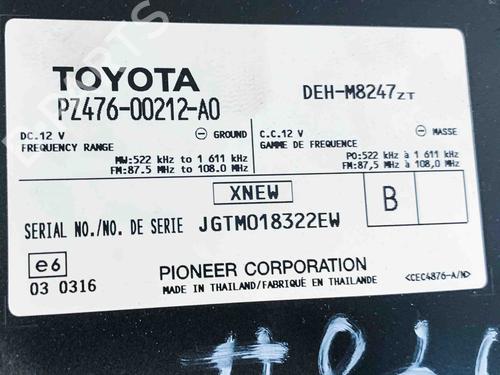 TOYOTA
PZ476-00212-A0
DEH-M8247ZT
DC.12 V ⊖ GROUND
FREQUENCY RANGE
MW:522 kHz to 1 611 kHz
FM:87.5 MHz to 108.0 MHz
C.C.12 V ⊖ MASSE
GAMME DE FREQUENCE
PO:522 kHz à 1 611 kHz
FM:87,5 MHz à 108,0 MHz
XNEW
B
SERIAL NO./NO. DE SERIE JGTM018322EW
e6
03 0316
PIONEER CORPORATION
MADE IN THAILAND/FABRIQUÉ EN THAILANDE
<CEC4876-A/N>